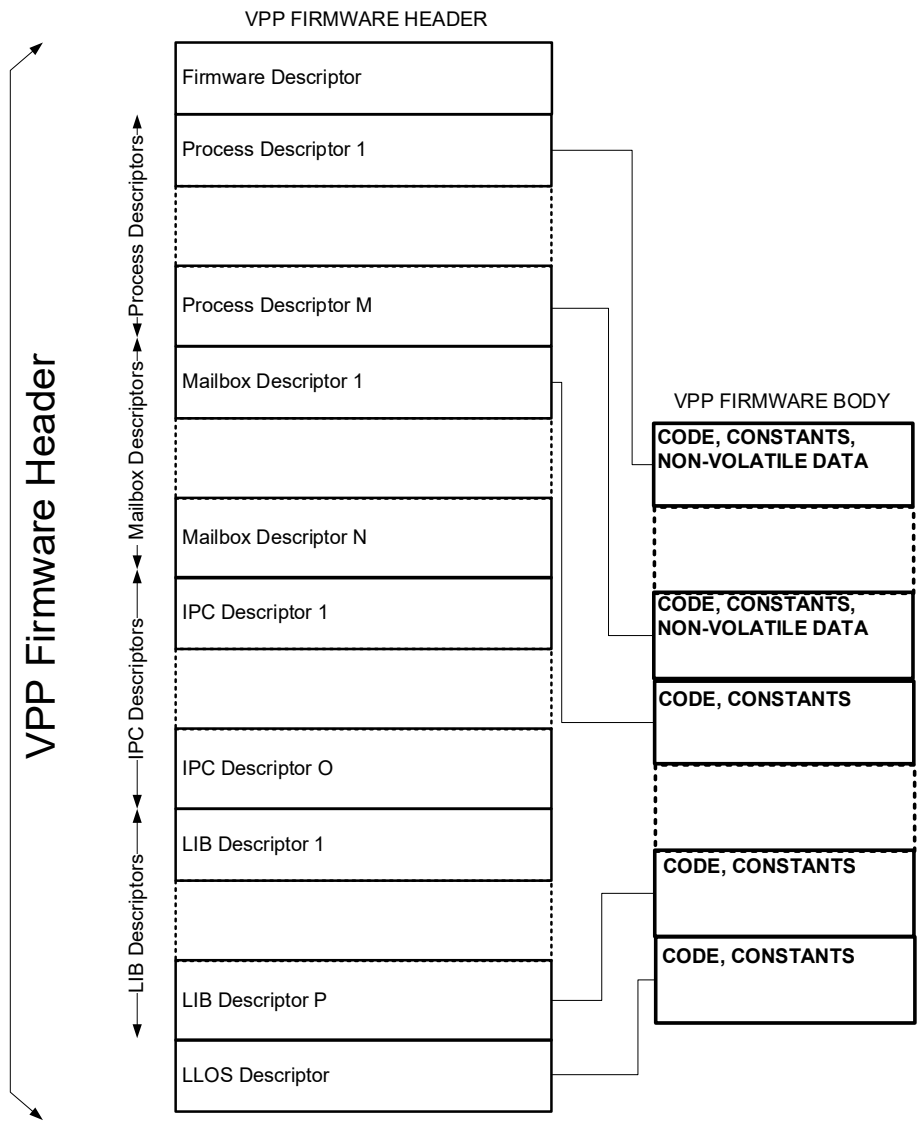 VPP FIRMWARE HEADER
Firmware Descriptor
Process Descriptor 1
Process Descriptor M
Mailbox Descriptor 1
Mailbox Descriptor N
IPC Descriptor 1
IPC Descriptor O
LIB Descriptor 1
LIB Descriptor P
LLOS Descriptor
VPP Firmware Header
Process Descriptors
Mailbox Descriptors
IPC Descriptors
LIB Descriptors
VPP FIRMWARE BODY
CODE, CONSTANTS,
NON-VOLATILE DATA
CODE, CONSTANTS,
NON-VOLATILE DATA
CODE, CONSTANTS
CODE, CONSTANTS
CODE, CONSTANTS